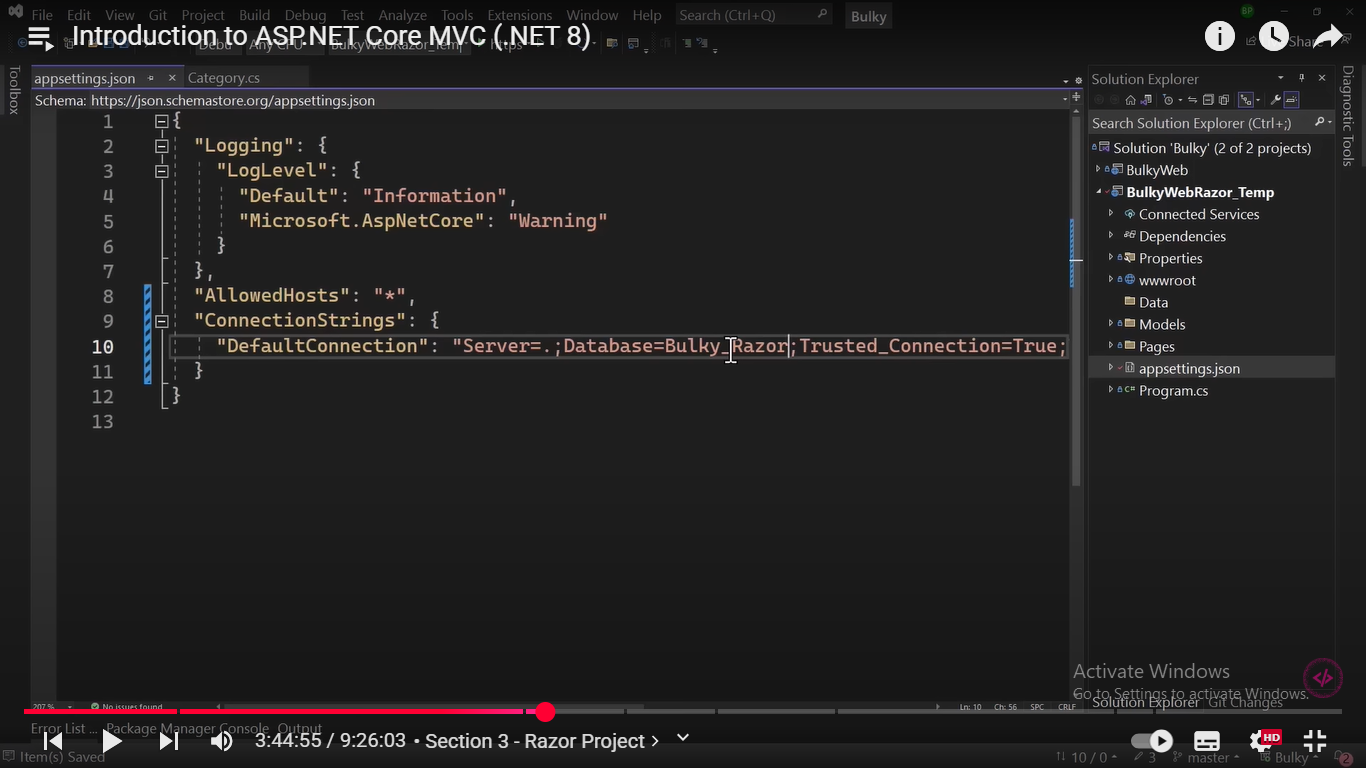 File Edit View Git Project Build Debug Test Analyze Tools Extensions Window Help Search (Ctrl+Q) Bulky BP
Introduction to ASP.NET Core MVC (.NET 8)
Share
appsettings.json Category.cs
Toolbox
Schema: https://json.schemastore.org/appsettings.json
1 {
2 "Logging": {
3 "LogLevel": {
4 "Default": "Information",
5 "Microsoft.AspNetCore": "Warning"
6 }
7 },
8 "AllowedHosts": "*",
9 "ConnectionStrings": {
10 "DefaultConnection": "Server=.;Database=Bulky_Razor;Trusted_Connection=True;
11 }
12 }
13
Solution Explorer
Search Solution Explorer (Ctrl+;)
Solution 'Bulky' (2 of 2 projects)
BulkyWeb
BulkyWebRazor_Temp
Connected Services
Dependencies
Properties
wwwroot
Data
Models
Pages
appsettings.json
Program.cs
Diagnostic Tools
Activate Windows
Go to Settings to activate Windows.
Solution Explorer Git Changes
207 % No issues found Ln: 10 Ch: 56 SPC CRLF
Error List ... Package Manager Console Output
3:44:55 / 9:26:03 • Section 3 - Razor Project
HD
Item(s) Saved 10 / 0 3 master Bulky 2